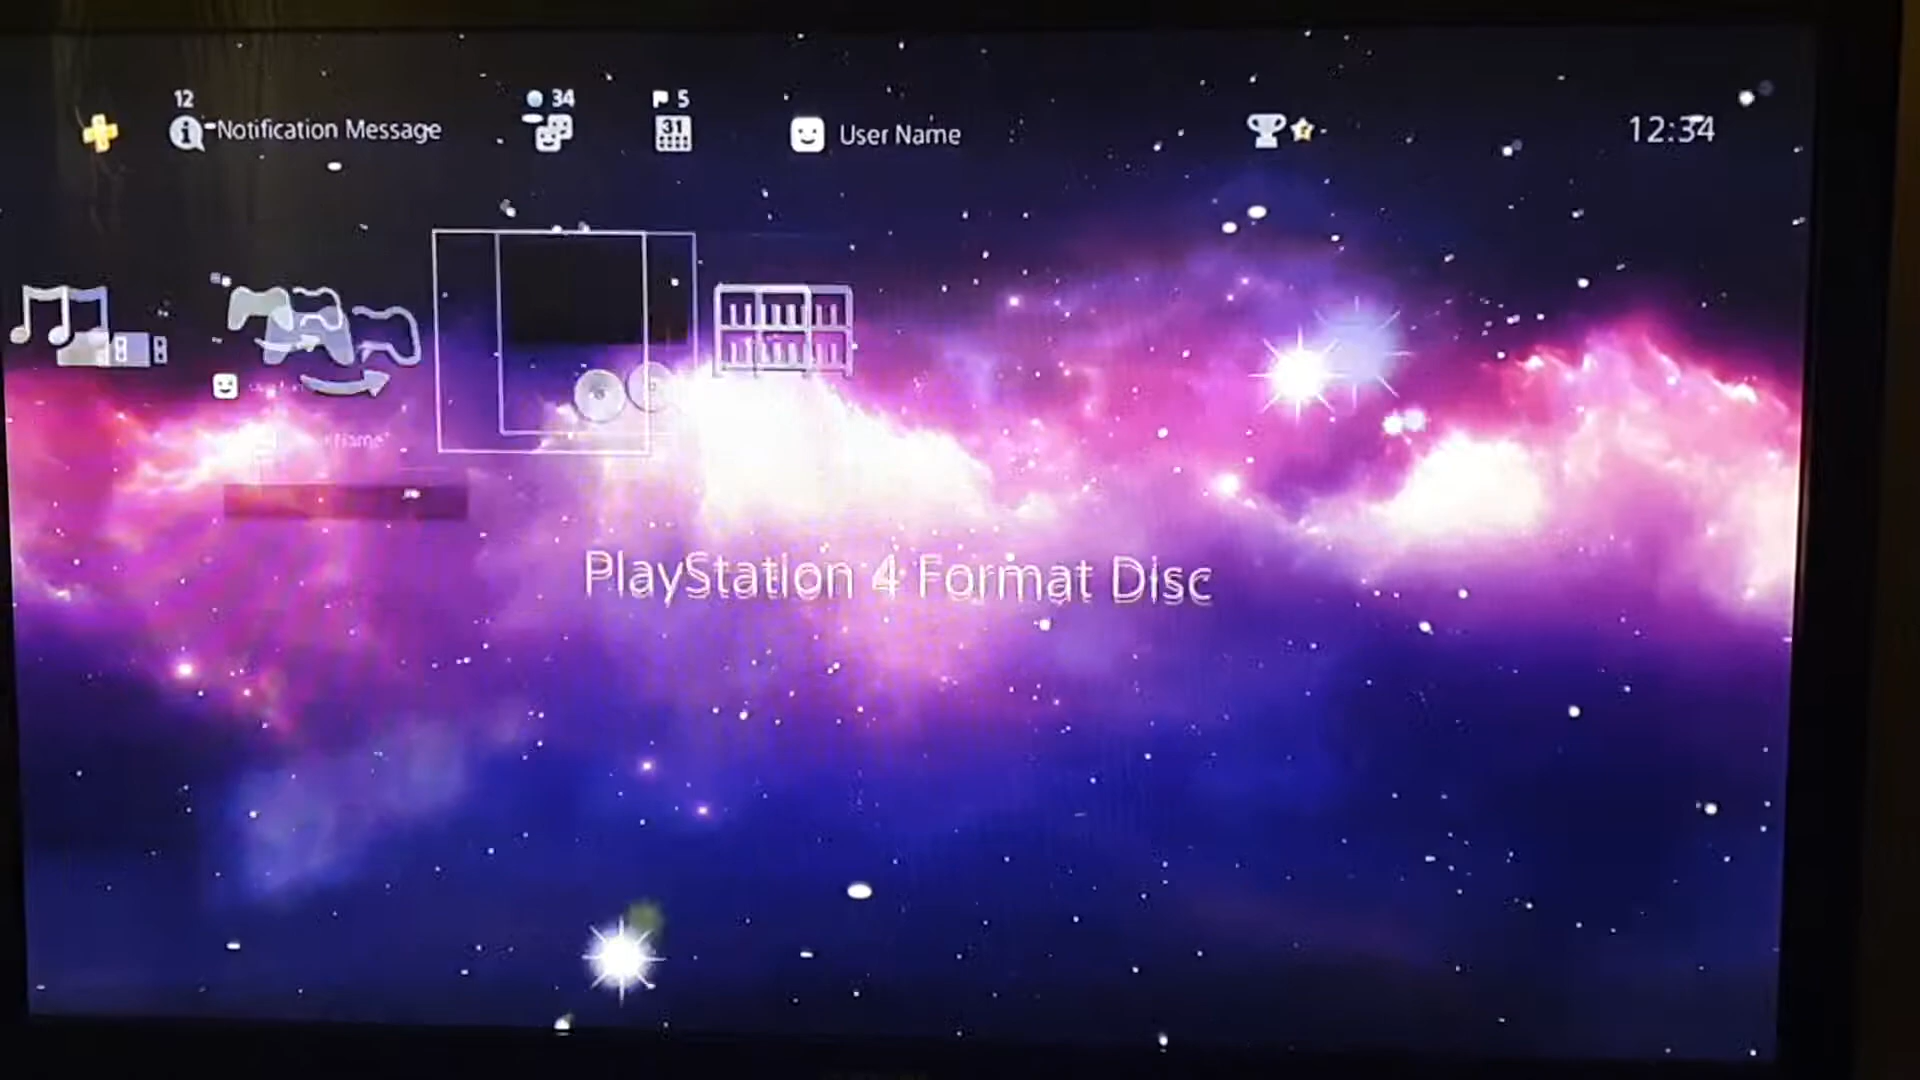 12
Notification Message
34
5
31
User Name
12:34
PlayStation 4 Format Disc